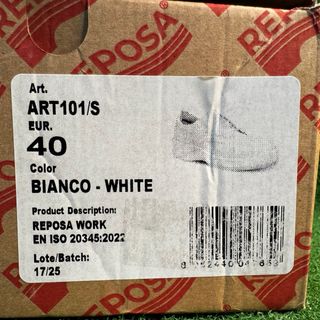 REPOSA
REPOSA
REPOSA
Art.
ART101/S
EUR.
40
Color
BIANCO - WHITE
Product Description:
REPOSA WORK
EN ISO 20345:2022
Lote/Batch:
17/25